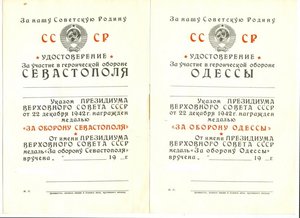 За нашу Советскую Родину
СС СР
УДОСТОВЕРЕНИЕ
За участие в героической обороне
СЕВАСТОПОЛЯ
Указом ПРЕЗИДИУМА
ВЕРХОВНОГО СОВЕТА СССР
от 22 декабря 1942 г. награжден
медалью
«ЗА ОБОРОНУ СЕВАСТОПОЛЯ»
От имени ПРЕЗИДИУМА
ВЕРХОВНОГО СОВЕТА СССР
медаль «За оборону Севастополя»
вручена 19 г.
За нашу Советскую Родину
СС СР
УДОСТОВЕРЕНИЕ
За участие в героической обороне
ОДЕССЫ
Указом ПРЕЗИДИУМА
ВЕРХОВНОГО СОВЕТА СССР
от 22 декабря 1942 г. награжден
медалью
«ЗА ОБОРОНУ ОДЕССЫ»
От имени ПРЕЗИДИУМА
ВЕРХОВНОГО СОВЕТА СССР
медаль «За оборону Одессы»
вручена 19 г.